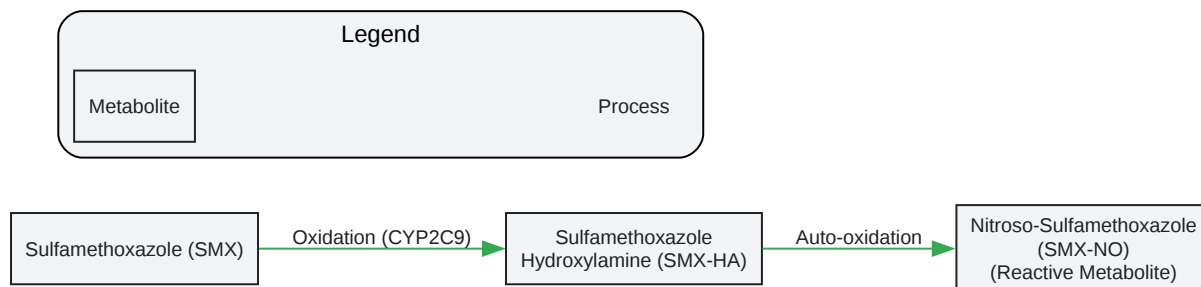 Legend
Metabolite
Process
Sulfamethoxazole (SMX)
Oxidation (CYP2C9)
Sulfamethoxazole
Hydroxylamine (SMX-HA)
Auto-oxidation
Nitroso-Sulfamethoxazole
(SMX-NO)
(Reactive Metabolite)